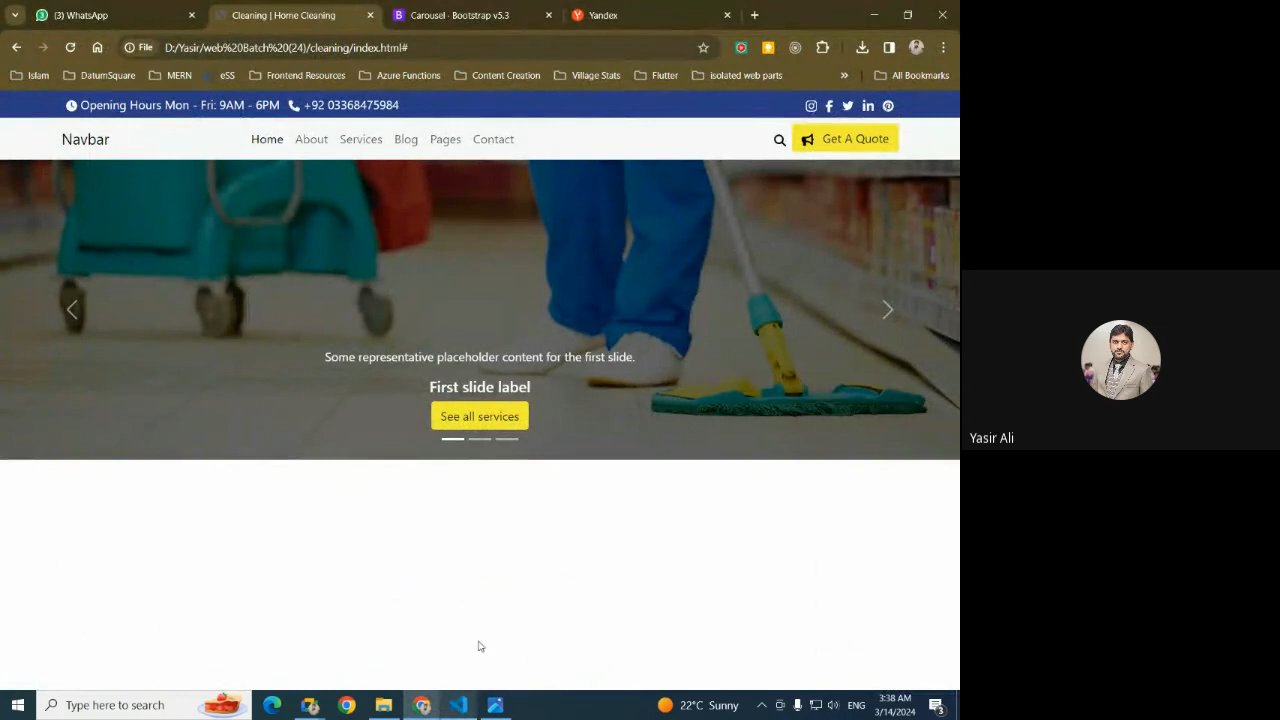 (3) WhatsApp
Cleaning | Home Cleaning
Carousel · Bootstrap v5.3
Yandex
File
D:/Yasir/web%20Batch%20(24)/cleaning/index.html#
Islam
DatumSquare
MERN
eSS
Frontend Resources
Azure Functions
Content Creation
Village Stats
Flutter
isolated web parts
»
All Bookmarks
Opening Hours Mon - Fri: 9AM - 6PM
+92 03368475984
Navbar
Home
About
Services
Blog
Pages
Contact
Get A Quote
Some representative placeholder content for the first slide.
First slide label
See all services
Yasir Ali
Type here to search
22°C Sunny
ENG
3:38 AM
3/14/2024
3